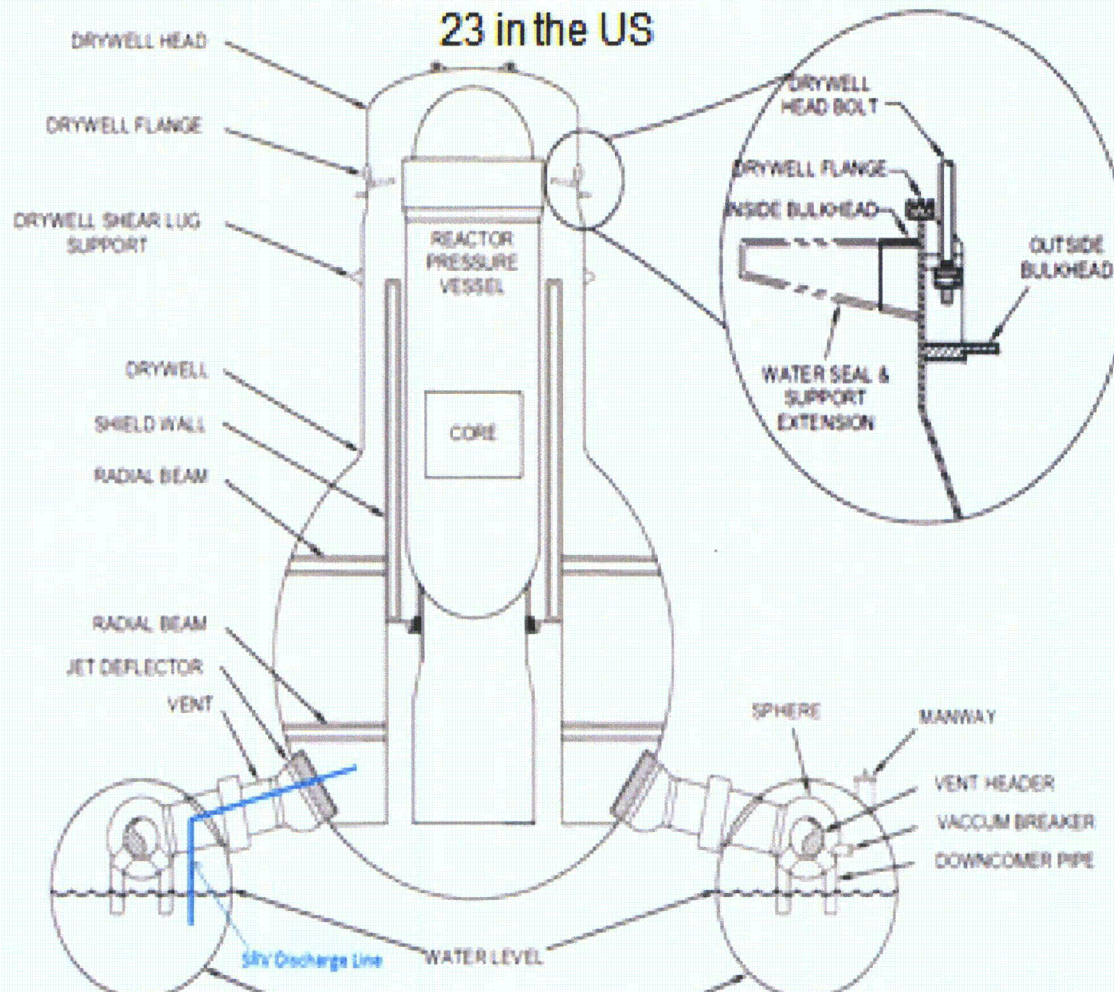 23 in the US
DRYWELL HEAD
DRYWELL FLANGE
DRYWELL SHEAR LUG
SUPPORT
DRYWELL
SHIELD WALL
RADIAL BEAM
RADIAL BEAM
JET DEFLECTOR
VENT
REACTOR
PRESSURE
VESSEL
CORE
DRYWELL
HEAD BOLT
DRYWELL FLANGE
INSIDE BULKHEAD
OUTSIDE
BULKHEAD
WATER SEAL &
SUPPORT
EXTENSION
SPHERE
MANWAY
VENT HEADER
VACCUM BREAKER
DOWNCOMER PIPE
SRV Discharge Line
WATER LEVEL